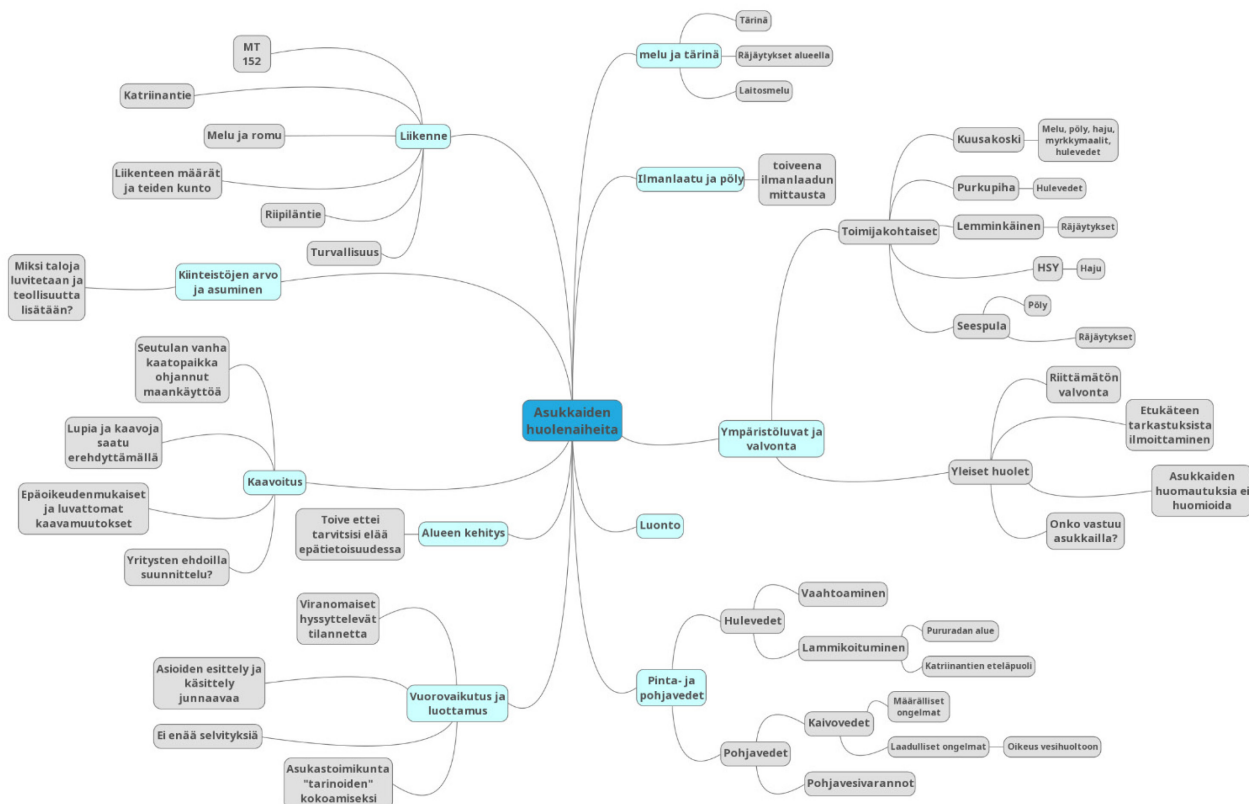 Asukkaiden
huolenaiheita
Liikenne
MT
152
Katriinantie
Melu ja romu
Liikenteen määrät
ja teiden kunto
Riipiläntie
Turvallisuus
Kiinteistöjen arvo
ja asuminen
Miksi taloja
luvitetaan ja
teollisuutta
lisätään?
Kaavoitus
Seutulan vanha
kaatopaikka
ohjannut
maankäyttöä
Lupia ja kaavoja
saatu
erehdyttämällä
Epäoikeudenmukaiset
ja luvattomat
kaavamuutokset
Yritysten ehdoilla
suunnittelu?
Alueen kehitys
Toive ettei
tarvitsisi elää
epätietoisuudessa
Vuorovaikutus ja
luottamus
Viranomaiset
hyssyttelevät
tilannetta
Asioiden esittely ja
käsittely
junnaavaa
Ei enää selvityksiä
Asukastoimikunta
"tarinoiden"
kokoamiseksi
melu ja tärinä
Tärinä
Räjäytykset alueella
Laitosmelu
Ilmanlaatu ja pöly
toiveena
ilmanlaadun
mittausta
Ympäristöluvat ja
valvonta
Toimijakohtaiset
Kuusakoski
Melu, pöly, haju,
myrkkymaalit,
hulevedet
Purkupiha
Hulevedet
Lemminkäinen
Räjäytykset
HSY
Haju
Seespula
Pöly
Räjäytykset
Yleiset huolet
Riittämätön
valvonta
Etukäteen
tarkastuksista
ilmoittaminen
Asukkaiden
huomautuksia ei
huomioida
Onko vastuu
asukkailla?
Luonto
Pinta- ja
pohjavedet
Hulevedet
Vaahtoaminen
Lammikoituminen
Pururadan alue
Katriinantien eteläpuoli
Pohjavedet
Kaivovedet
Määrälliset
ongelmat
Laadulliset ongelmat
Oikeus vesihuoltoon
Pohjavesivarannot